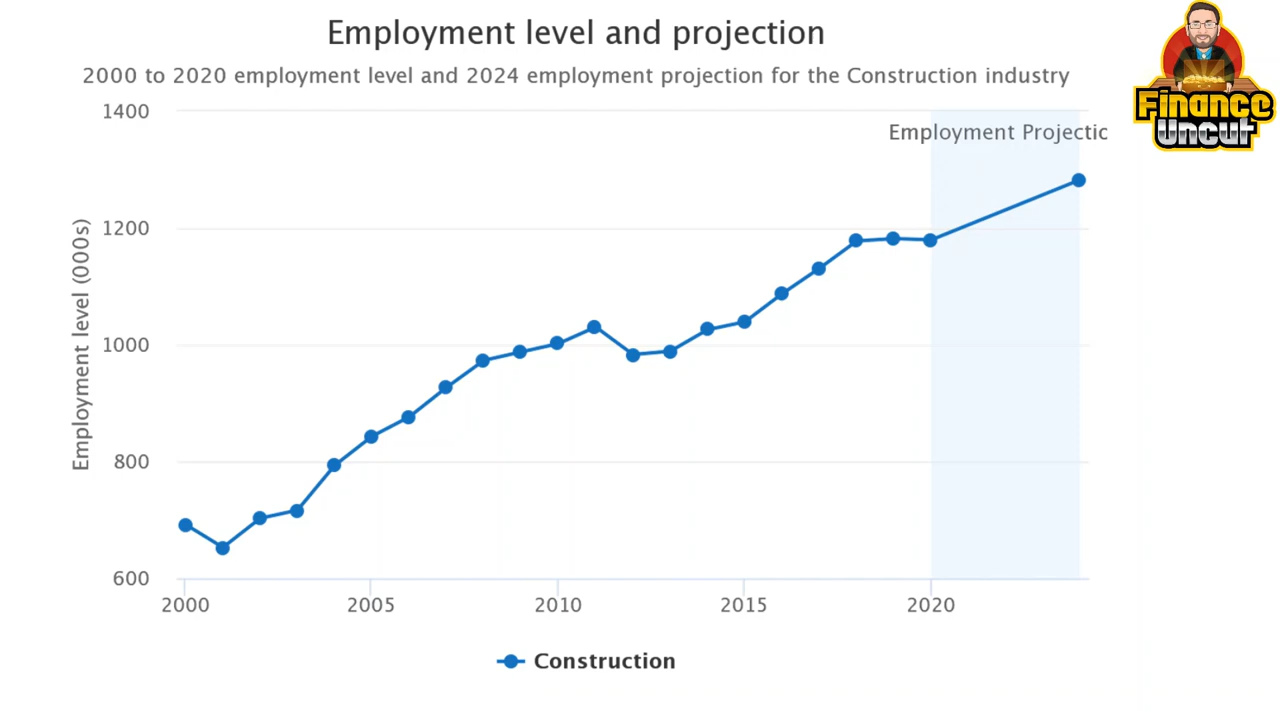 Employment level and projection
2000 to 2020 employment level and 2024 employment projection for the Construction industry
Finance
Uncut
Employment Projectic
Employment level (000s)
1400
1200
1000
800
600
2000 2005 2010 2015 2020
Construction